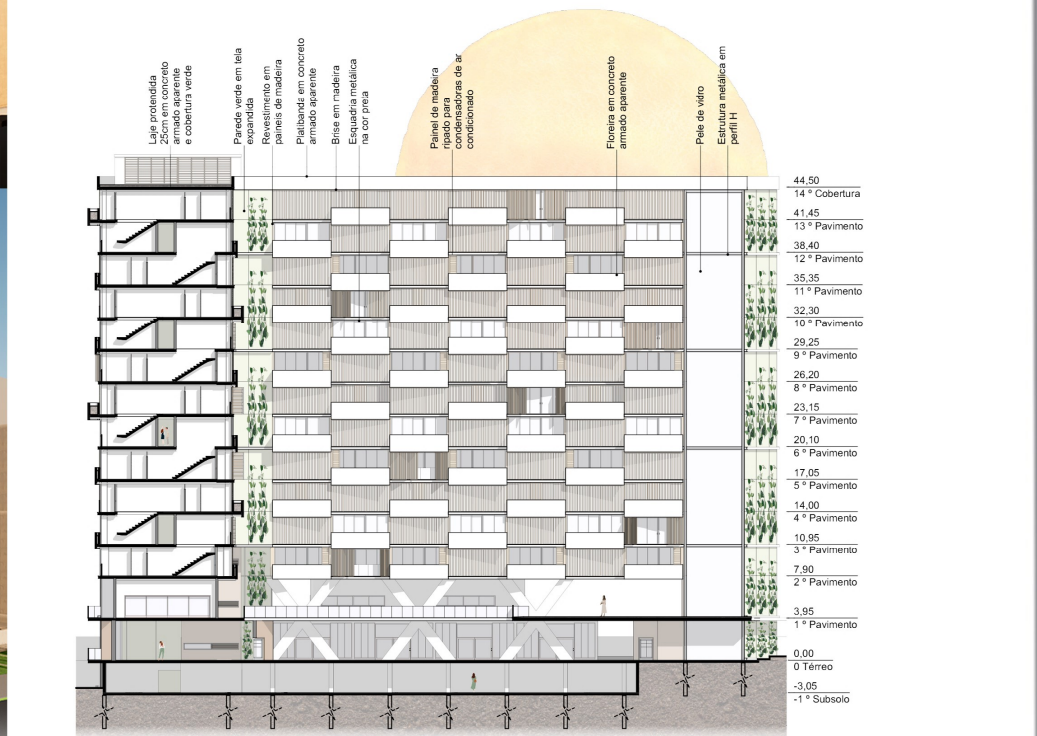 Laje protendida
25cm em concreto
armado aparente
e cobertura verde
Parede verde em tela
expandida
Revestimento em
paineis de madeira
Platibanda em concreto
armado aparente
Brise em madeira
Esquadria metálica
na cor preta
Painel de madeira
ripado para
condensadoras de ar
condicionado
Floreira em concreto
armado aparente
Pele de vidro
Estrutura metálica em
perfil H
44,50
14 º Cobertura
41,45
13 º Pavimento
38,40
12 º Pavimento
35,35
11 º Pavimento
32,30
10 º Pavimento
29,25
9 º Pavimento
26,20
8 º Pavimento
23,15
7 º Pavimento
20,10
6 º Pavimento
17,05
5 º Pavimento
14,00
4 º Pavimento
10,95
3 º Pavimento
7,90
2 º Pavimento
3,95
1 º Pavimento
0,00
0 Térreo
-3,05
-1 º Subsolo